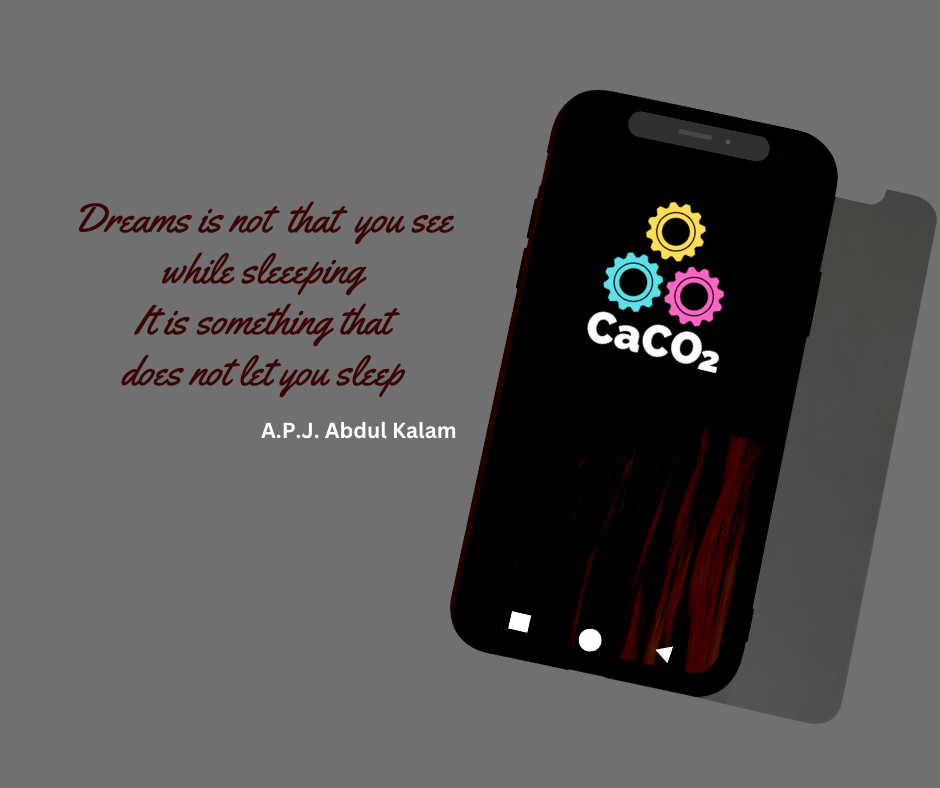 Dreams is not that you see
while sleeeping
It is something that
does not let you sleep
A.P.J. Abdul Kalam
CaCO₂